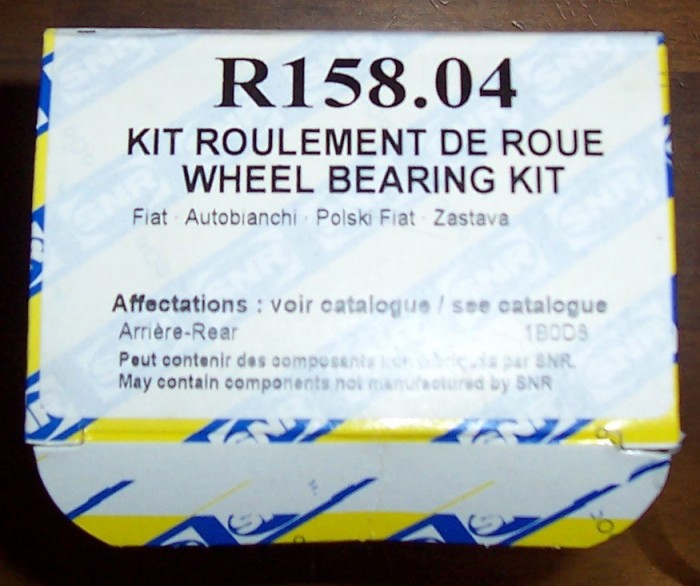 R158.04
KIT ROULEMENT DE ROUE
WHEEL BEARING KIT
Fiat · Autobianchi · Polski Fiat · Zastava
Affectations : voir catalogue / see catalogue
Arrière-Rear 1B0DS
Peut contenir des composants non fabriqués par SNR.
May contain components not manufactured by SNR